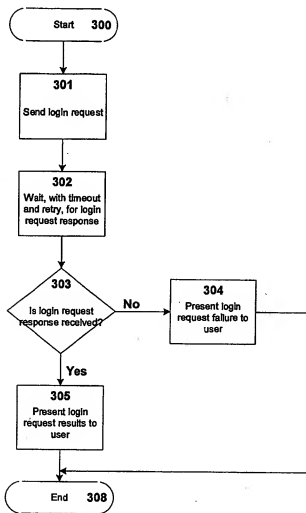 Start 300
301
Send login request
302
Wait, with timeout
and retry, for login
request response
303
Is login request
response received?
No
304
Present login
request failure to
user
Yes
305
Present login
request results to
user
End 308